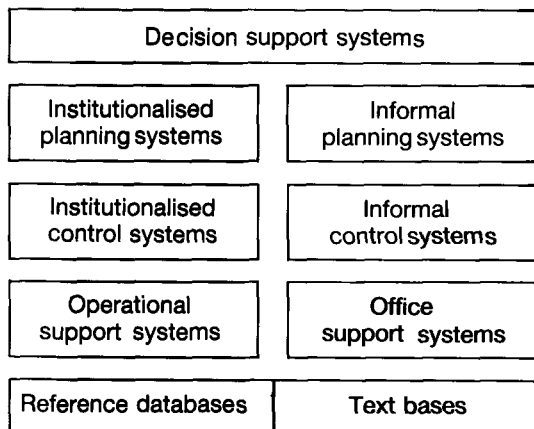 Decision support systems
Institutionalised
planning systems
Informal
planning systems
Institutionalised
control systems
Informal
control systems
Operational
support systems
Office
support systems
Reference databases
Text bases